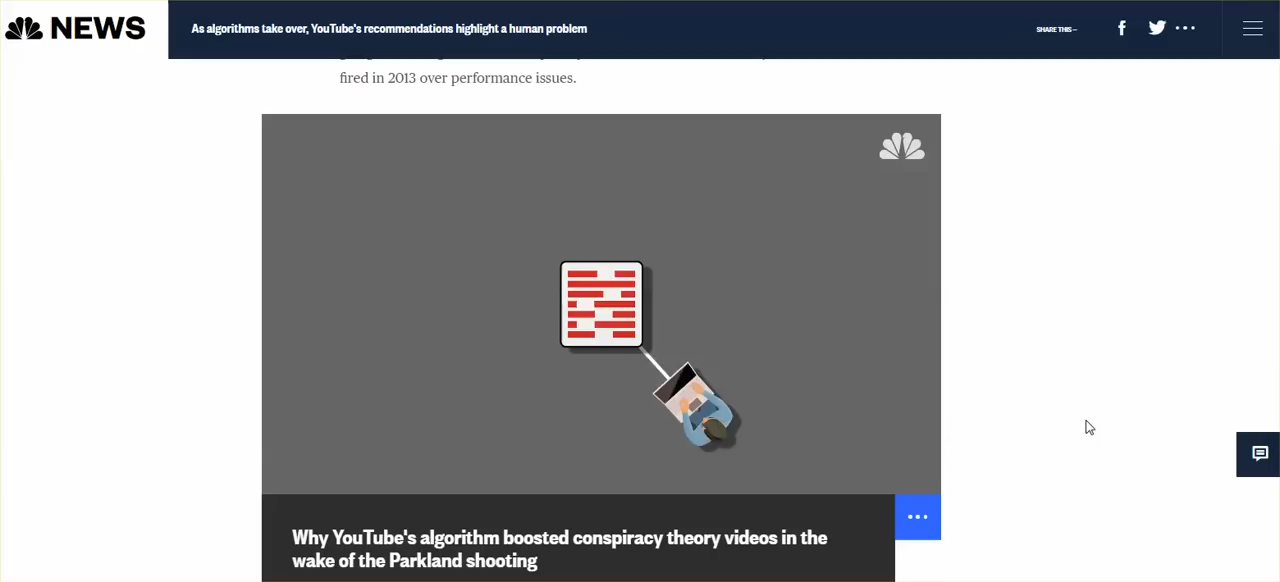 NEWS
As algorithms take over, YouTube's recommendations highlight a human problem
SHARE THIS —
fired in 2013 over performance issues.
Why YouTube's algorithm boosted conspiracy theory videos in the
wake of the Parkland shooting